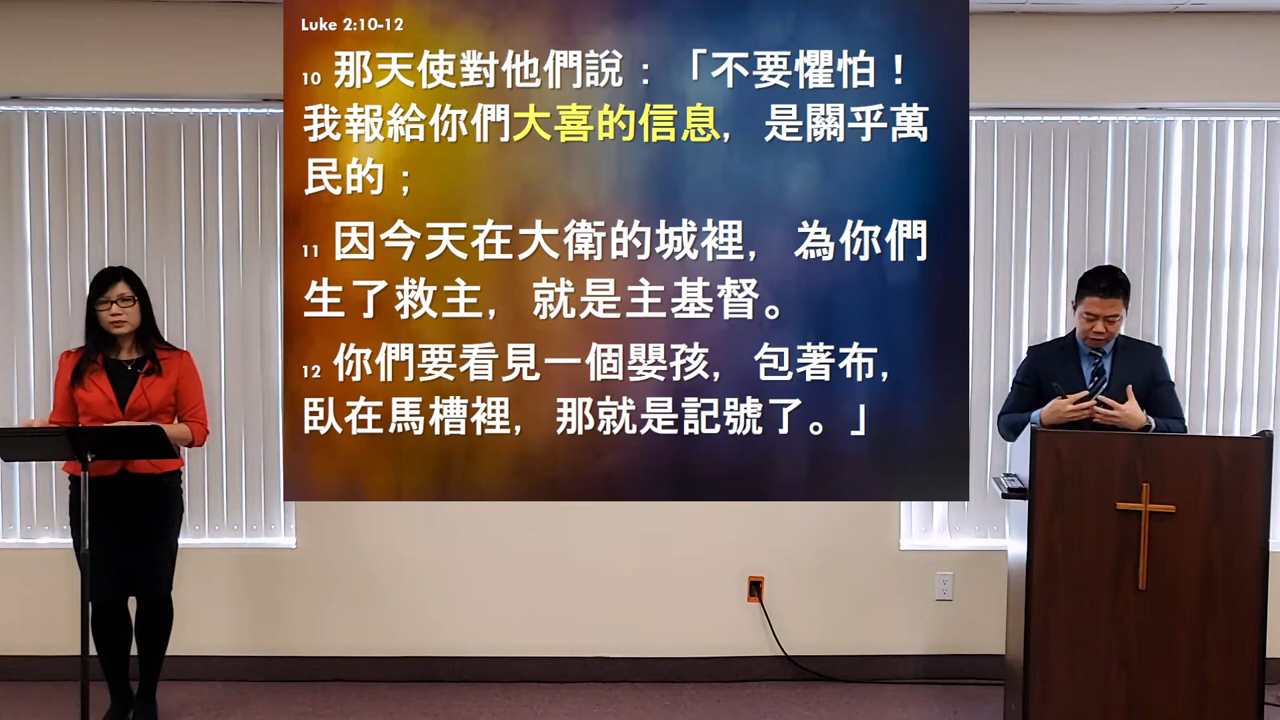 Luke 2:10-12
10 那天使對他們說：「不要懼怕！
我報給你們大喜的信息，是關乎萬
民的；
11 因今天在大衛的城裡，為你們
生了救主，就是主基督。
12 你們要看見一個嬰孩，包著布，
臥在馬槽裡，那就是記號了。」